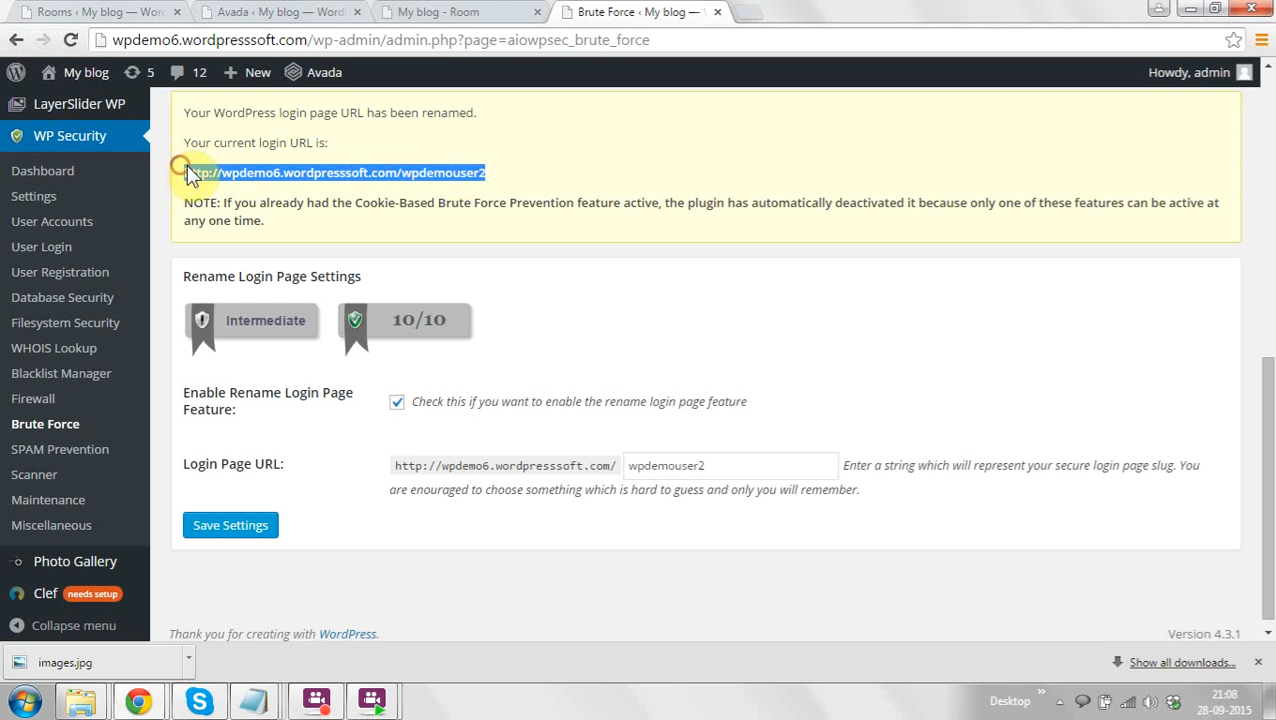 Rooms ‹ My blog — Wor
Avada ‹ My blog — WordP
My blog - Room
Brute Force ‹ My blog —
wpdemo6.wordpresssoft.com/wp-admin/admin.php?page=aiowpsec_brute_force
My blog
5
12
New
Avada
Howdy, admin
LayerSlider WP
WP Security
Dashboard
Settings
User Accounts
User Login
User Registration
Database Security
Filesystem Security
WHOIS Lookup
Blacklist Manager
Firewall
Brute Force
SPAM Prevention
Scanner
Maintenance
Miscellaneous
Photo Gallery
Clef needs setup
Collapse menu
Your WordPress login page URL has been renamed.
Your current login URL is:
http://wpdemo6.wordpresssoft.com/wpdemouser2
NOTE: If you already had the Cookie-Based Brute Force Prevention feature active, the plugin has automatically deactivated it because only one of these features can be active at
any one time.
Rename Login Page Settings
Intermediate
10/10
Enable Rename Login Page
Feature:
Check this if you want to enable the rename login page feature
Login Page URL:
http://wpdemo6.wordpresssoft.com/
wpdemouser2
Enter a string which will represent your secure login page slug. You
are enouraged to choose something which is hard to guess and only you will remember.
Save Settings
Thank you for creating with WordPress.
Version 4.3.1
images.jpg
Show all downloads...
Desktop
21:08
28-09-2015